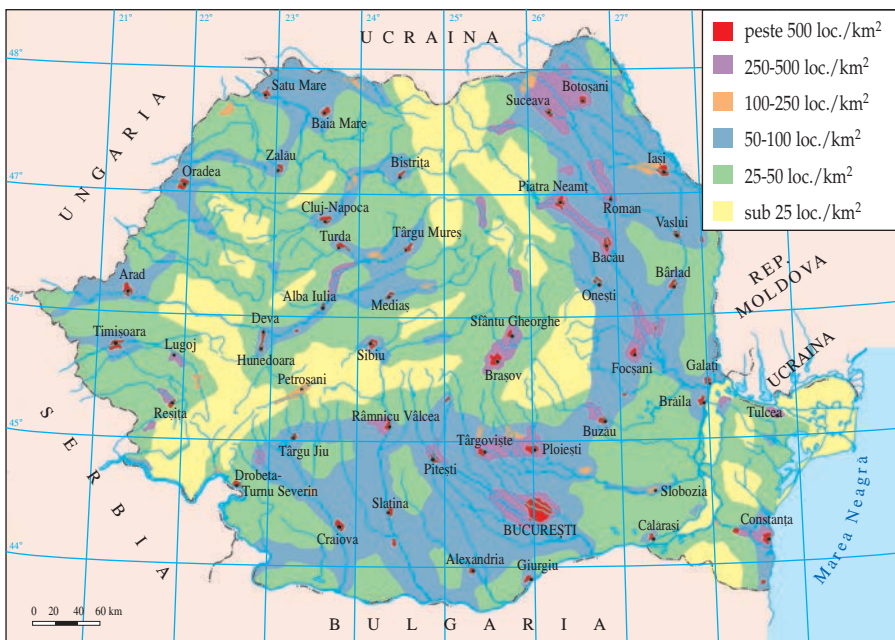 21° 22° 23° 24° 25° 26° 27°
UCRAINA
48°
peste 500 loc./km²
250-500 loc./km²
100-250 loc./km²
50-100 loc./km²
25-50 loc./km²
sub 25 loc./km²
Satu Mare
Botoșani
Suceava
Baia Mare
UNGARIA
Zalău
Bistrița
Iasi
Oradea
47°
Piatra Neamț
Cluj-Napoca
Roman
Turda
Târgu Mureș
Vaslui
Bacau
REP.
MOLDOVA
Arad
Alba Iulia
Mediaș
Onești
Bârlad
46°
Deva
Sfântu Gheorghe
Timișoara
Lugoj
Hunedoara
Sibiu
Brașov
Focșani
Galați
UCRAINA
Petroșani
Reșița
Râmnicu Vâlcea
Brăila
Tulcea
45°
Târgoviște
Buzău
SERBIA
Târgu Jiu
Pitești
Ploiești
Drobeta-
Turnu Severin
Slatina
Slobozia
BUCUREȘTI
Craiova
Calarași
Constanța
Marea Neagră
44°
Alexandria
Giurgiu
0 20 40 60 km
BULGARIA